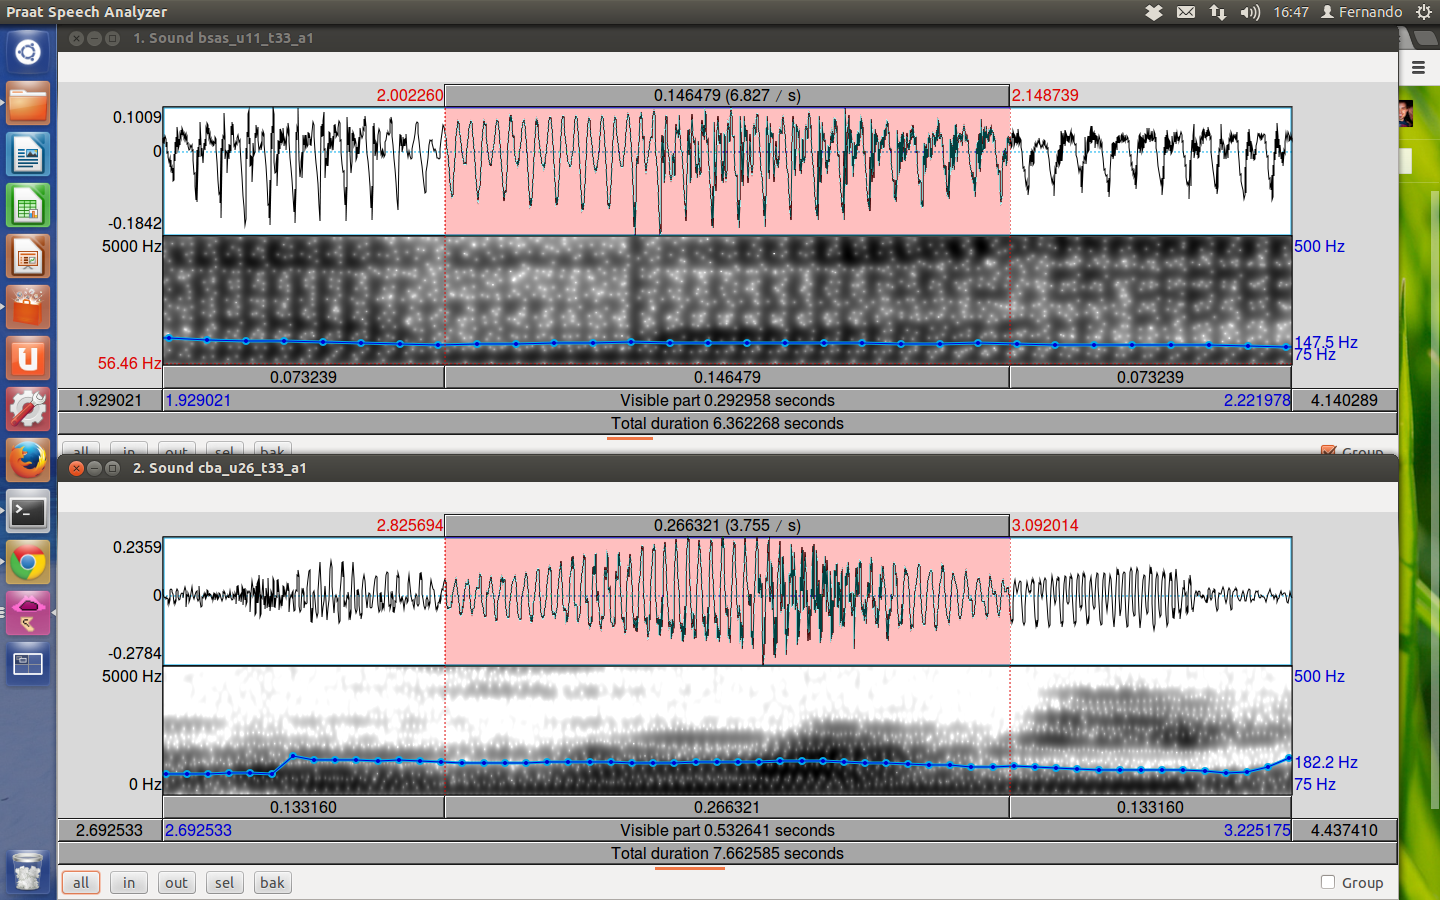 Praat Speech Analyzer 16:47 Fernando
1. Sound bsas_u11_t33_a1
2.002260 0.146479 (6.827 / s) 2.148739
0.1009
0
-0.1842
5000 Hz 500 Hz
147.5 Hz
56.46 Hz 75 Hz
0.073239 0.146479 0.073239
1.929021 1.929021 Visible part 0.292958 seconds 2.221978 4.140289
Total duration 6.362268 seconds
all in out sel bak Group
2. Sound cba_u26_t33_a1
2.825694 0.266321 (3.755 / s) 3.092014
0.2359
0
-0.2784
5000 Hz 500 Hz
182.2 Hz
0 Hz 75 Hz
0.133160 0.266321 0.133160
2.692533 2.692533 Visible part 0.532641 seconds 3.225175 4.437410
Total duration 7.662585 seconds
all in out sel bak Group